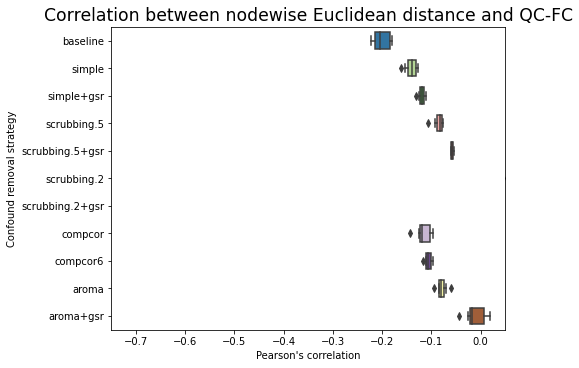 Correlation between nodewise Euclidean distance and QC-FC
Confound removal strategy
baseline
simple
simple+gsr
scrubbing.5
scrubbing.5+gsr
scrubbing.2
scrubbing.2+gsr
compcor
compcor6
aroma
aroma+gsr
−0.7 −0.6 −0.5 −0.4 −0.3 −0.2 −0.1 0.0
Pearson's correlation